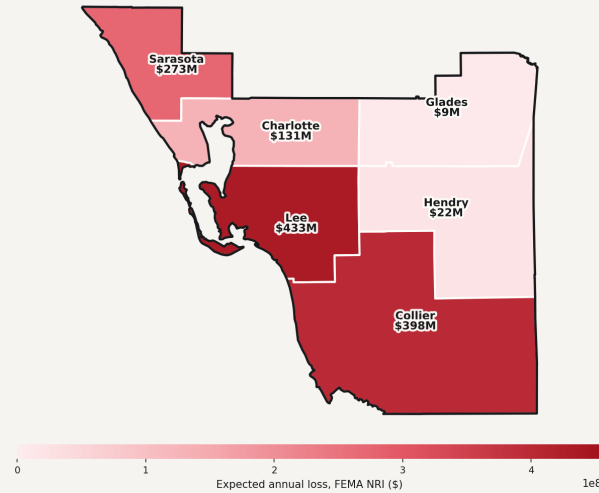 Sarasota
$273M
Glades
$9M
Charlotte
$131M
Hendry
$22M
Lee
$433M
Collier
$398M
0 1 2 3 4
1e8
Expected annual loss, FEMA NRI ($)